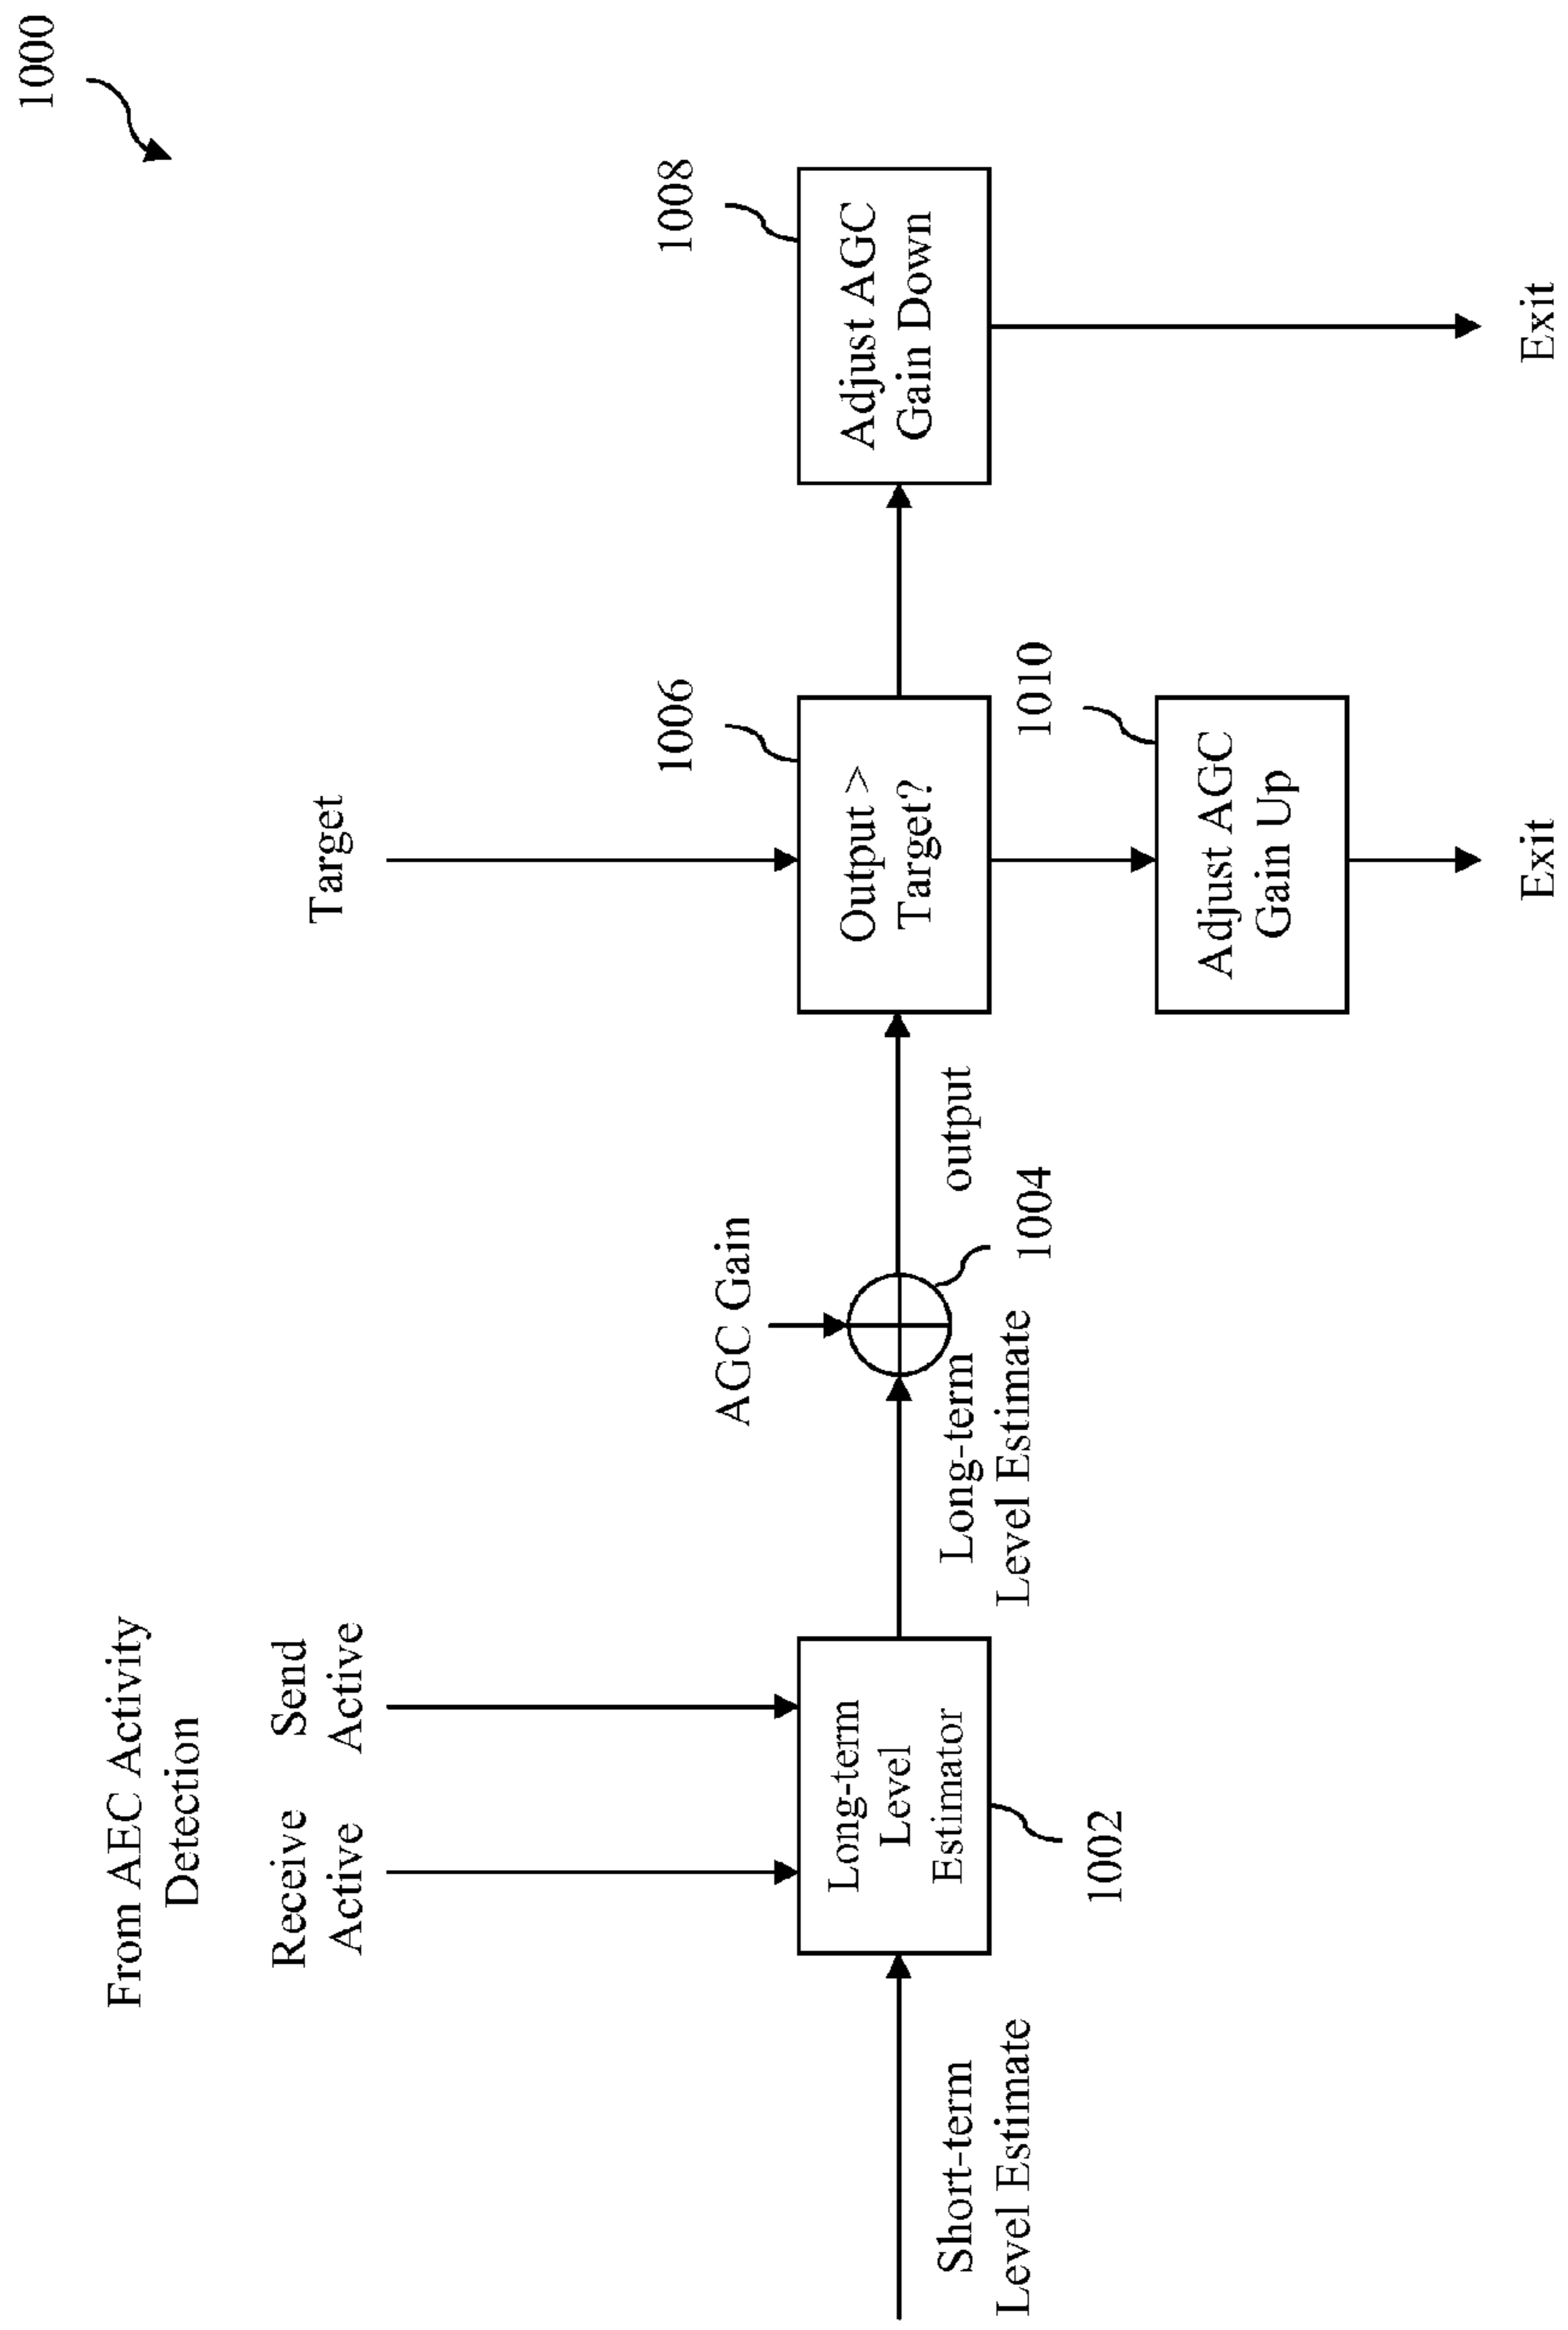 1000
From AEC Activity
Detection
Receive
Active
Send
Active
Target
Short-term
Level Estimate
Long-term
Level
Estimator
1002
Long-term
Level Estimate
AGC Gain
1004
output
1006
Output >
Target?
1008
Adjust AGC
Gain Down
1010
Adjust AGC
Gain Up
Exit
Exit